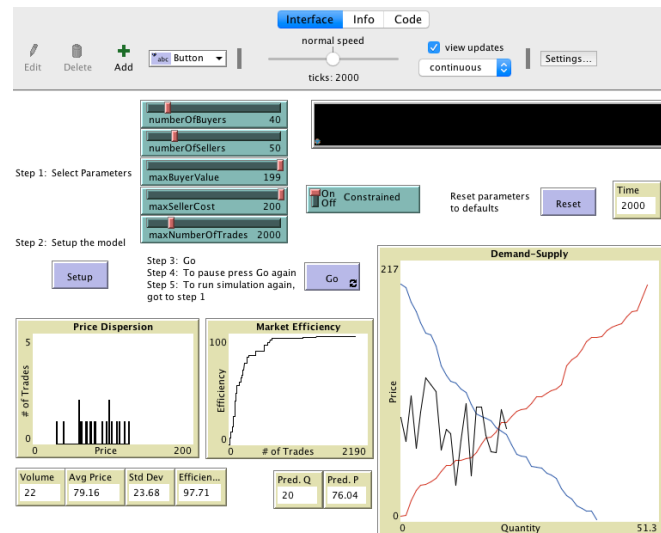 Interface Info Code
Edit Delete Add abc Button
normal speed
ticks: 2000
view updates
continuous
Settings...
Step 1: Select Parameters
numberOfBuyers 40
numberOfSellers 50
maxBuyerValue 199
maxSellerCost 200
maxNumberOfTrades 2000
On
Off
Constrained
Reset parameters
to defaults
Reset
Time
2000
Step 2: Setup the model
Setup
Step 3: Go
Step 4: To pause press Go again
Step 5: To run simulation again,
got to step 1
Go
Price Dispersion
5
# of Trades
0
0 Price 200
Market Efficiency
100
Efficiency
0
0 # of Trades 2190
Demand-Supply
217
Price
0
0 Quantity 51.3
Volume
22
Avg Price
79.16
Std Dev
23.68
Efficien...
97.71
Pred. Q
20
Pred. P
76.04